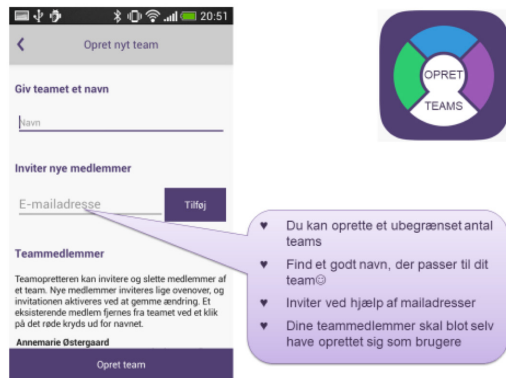 20:51
Opret nyt team
Giv teamet et navn
Navn
Inviter nye medlemmer
E-mailadresse
Tilføj
Teammedlemmer
Teamopretteren kan invitere og slette medlemmer af
et team. Nye medlemmer inviteres lige ovenover, og
invitationen aktiveres ved at gemme ændring. Et
eksisterende medlem fjernes fra teamet ved et klik
på det røde kryds ud for navnet.
Annemarie Østergaard
Opret team
OPRET
TEAMS
♥ Du kan oprette et ubegrænset antal
teams
♥ Find et godt navn, der passer til dit
team☺
♥ Inviter ved hjælp af mailadresser
♥ Dine teammedlemmer skal blot selv
have oprettet sig som brugere